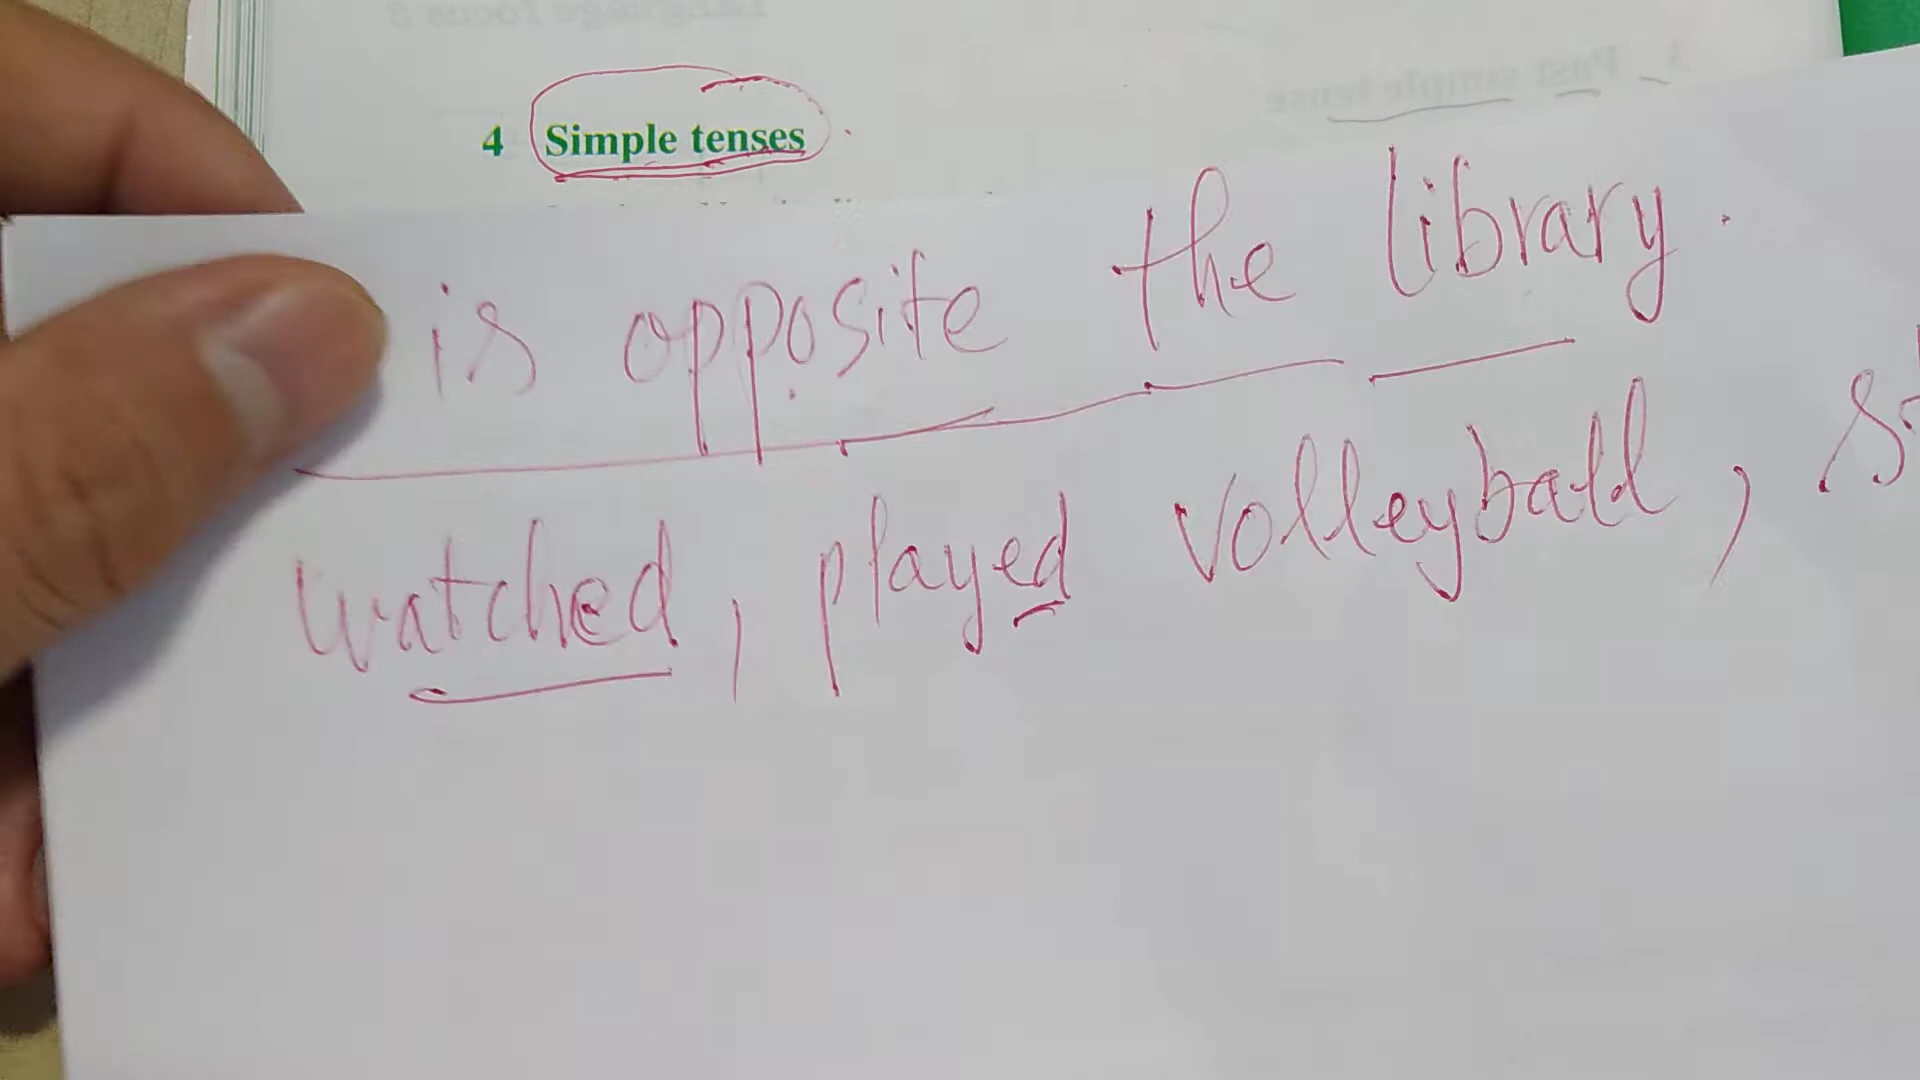 4 Simple tenses
is opposite the library.
watched, played volleyball,